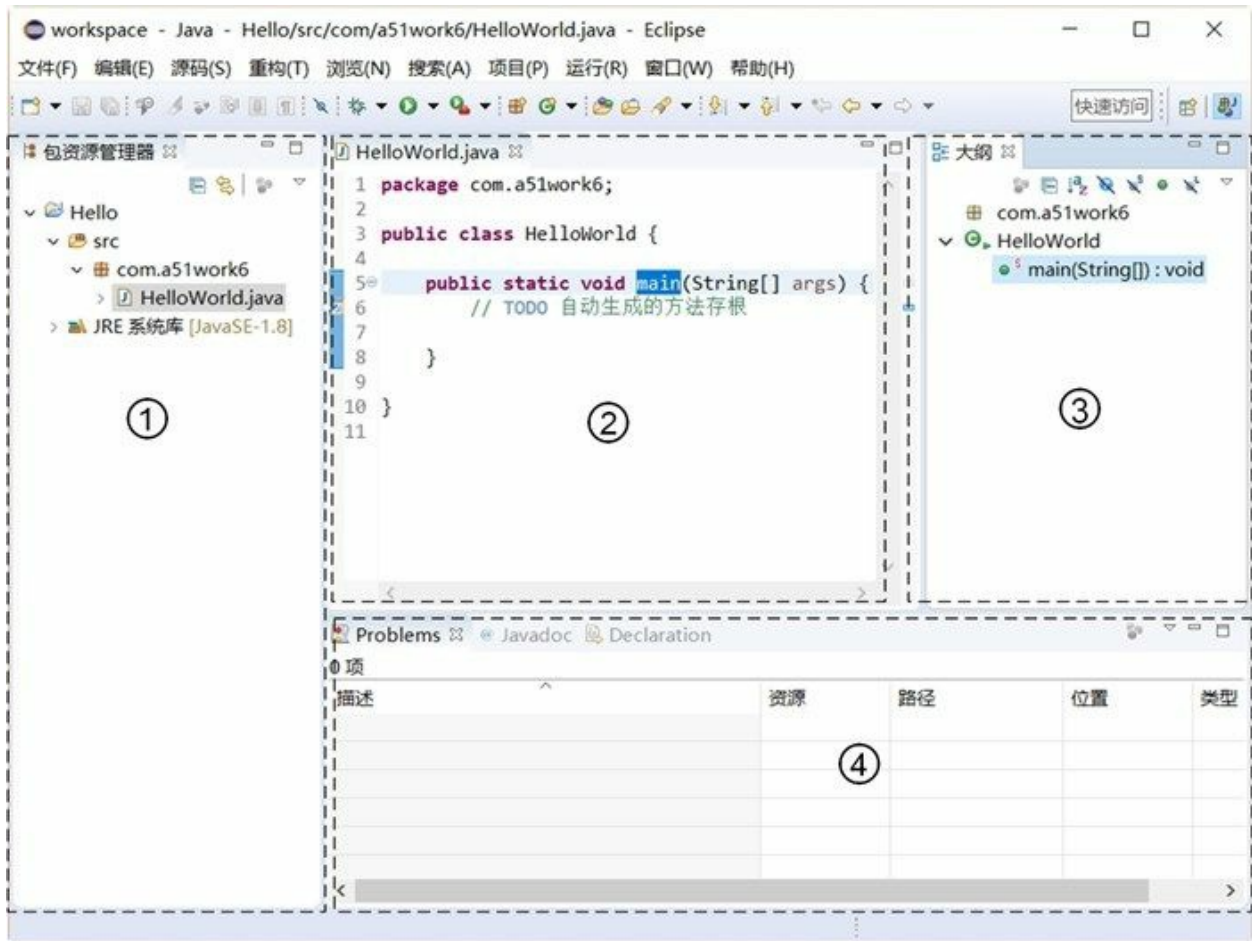 workspace - Java - Hello/src/com/a51work6/HelloWorld.java - Eclipse
文件(F) 编辑(E) 源码(S) 重构(T) 浏览(N) 搜索(A) 项目(P) 运行(R) 窗口(W) 帮助(H)
快速访问
包资源管理器
Hello
src
com.a51work6
HelloWorld.java
JRE 系统库 [JavaSE-1.8]
①
HelloWorld.java
1 package com.a51work6;
2
3 public class HelloWorld {
4
5 public static void main(String[] args) {
6 // TODO 自动生成的方法存根
7
8 }
9
10 }
11
②
大纲
com.a51work6
HelloWorld
main(String[]) : void
③
Problems Javadoc Declaration
0 项
描述 资源 路径 位置 类型
④